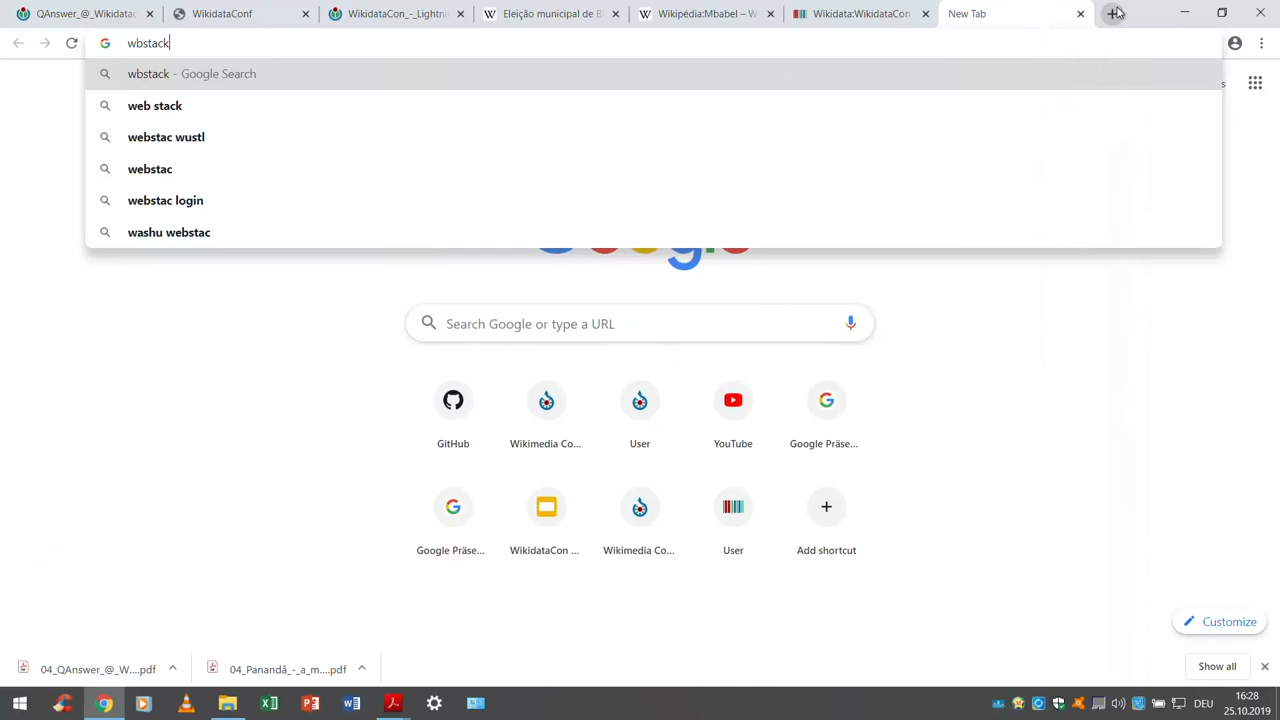 QAnswer_@_Wikidatac
WikidataConf
WikidataCon_-_Lightni
Eleição municipal de B
Wikipédia:Mbabel – W
Wikidata:WikidataCon
New Tab
wbstack
wbstack - Google Search
web stack
webstac wustl
webstac
webstac login
washu webstac
Search Google or type a URL
GitHub
Wikimedia Co...
User
YouTube
Google Präse...
Google Präse...
WikidataCon ...
Wikimedia Co...
User
Add shortcut
Customize
04_QAnswer_@_W....pdf
04_Panandâ_-_a_m....pdf
Show all
DEU
16:28
25.10.2019